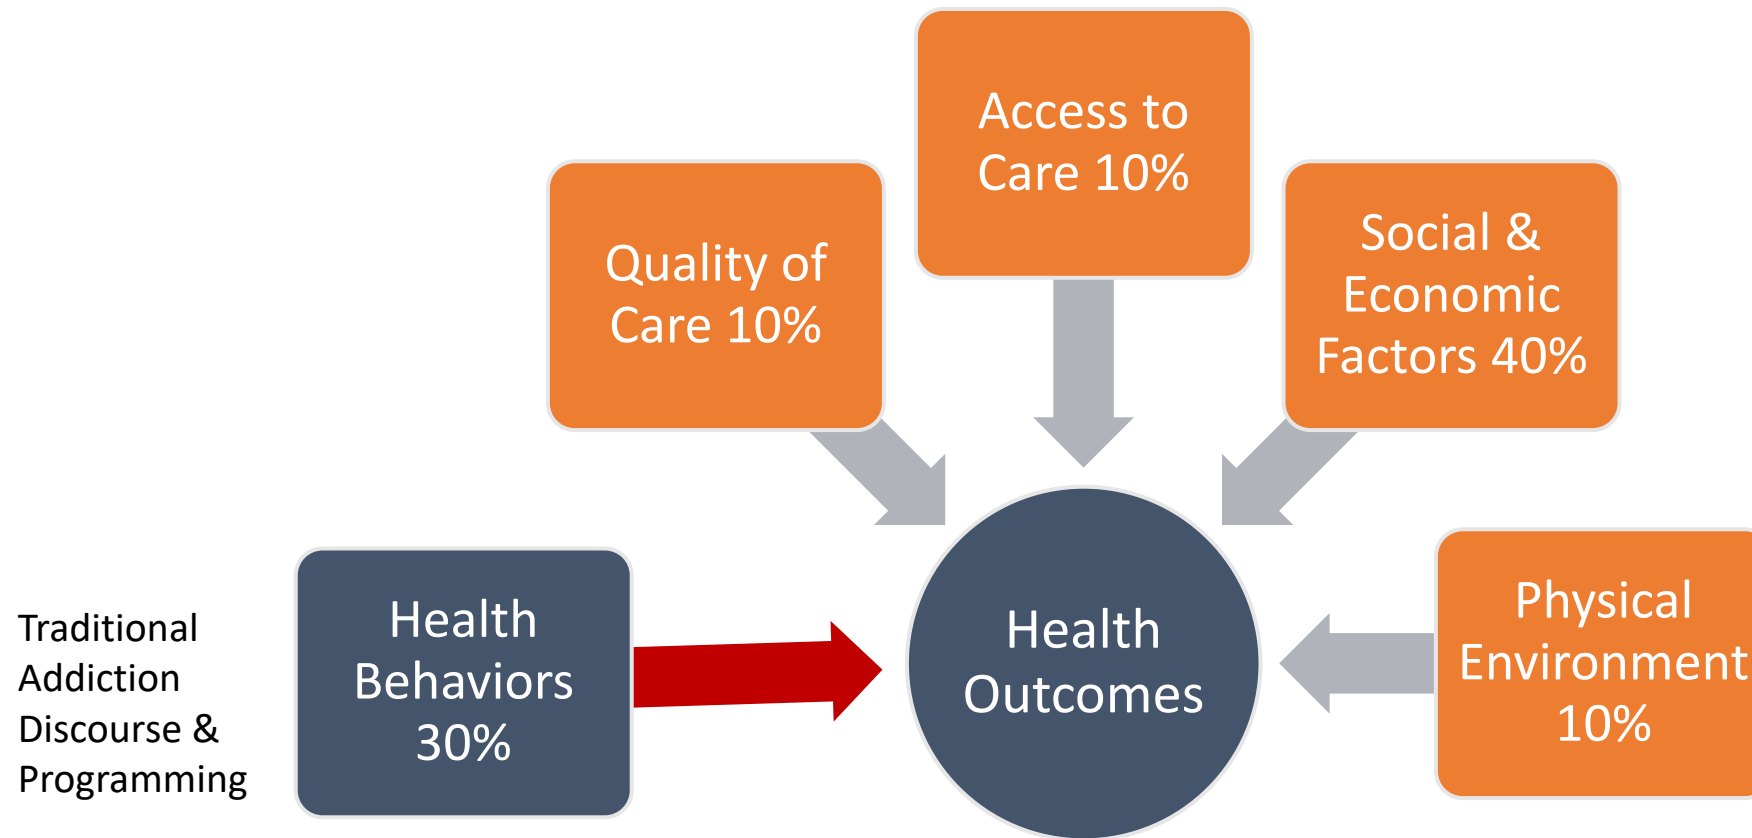 Access to
Care 10%
Quality of
Care 10%
Social &
Economic
Factors 40%
Traditional
Addiction
Discourse &
Programming
Health
Behaviors
30%
Health
Outcomes
Physical
Environment
10%